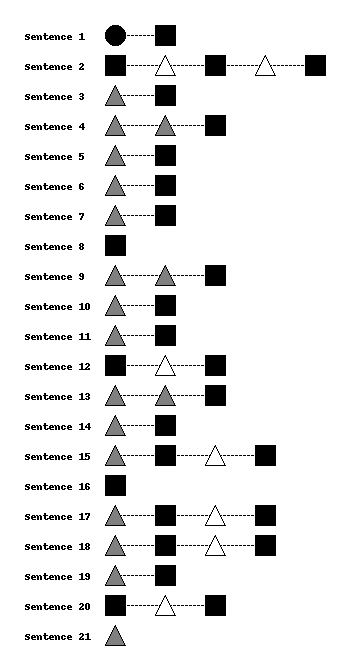 Sentence 1
Sentence 2
Sentence 3
Sentence 4
Sentence 5
Sentence 6
Sentence 7
Sentence 8
Sentence 9
Sentence 10
Sentence 11
Sentence 12
Sentence 13
Sentence 14
Sentence 15
Sentence 16
Sentence 17
Sentence 18
Sentence 19
Sentence 20
Sentence 21